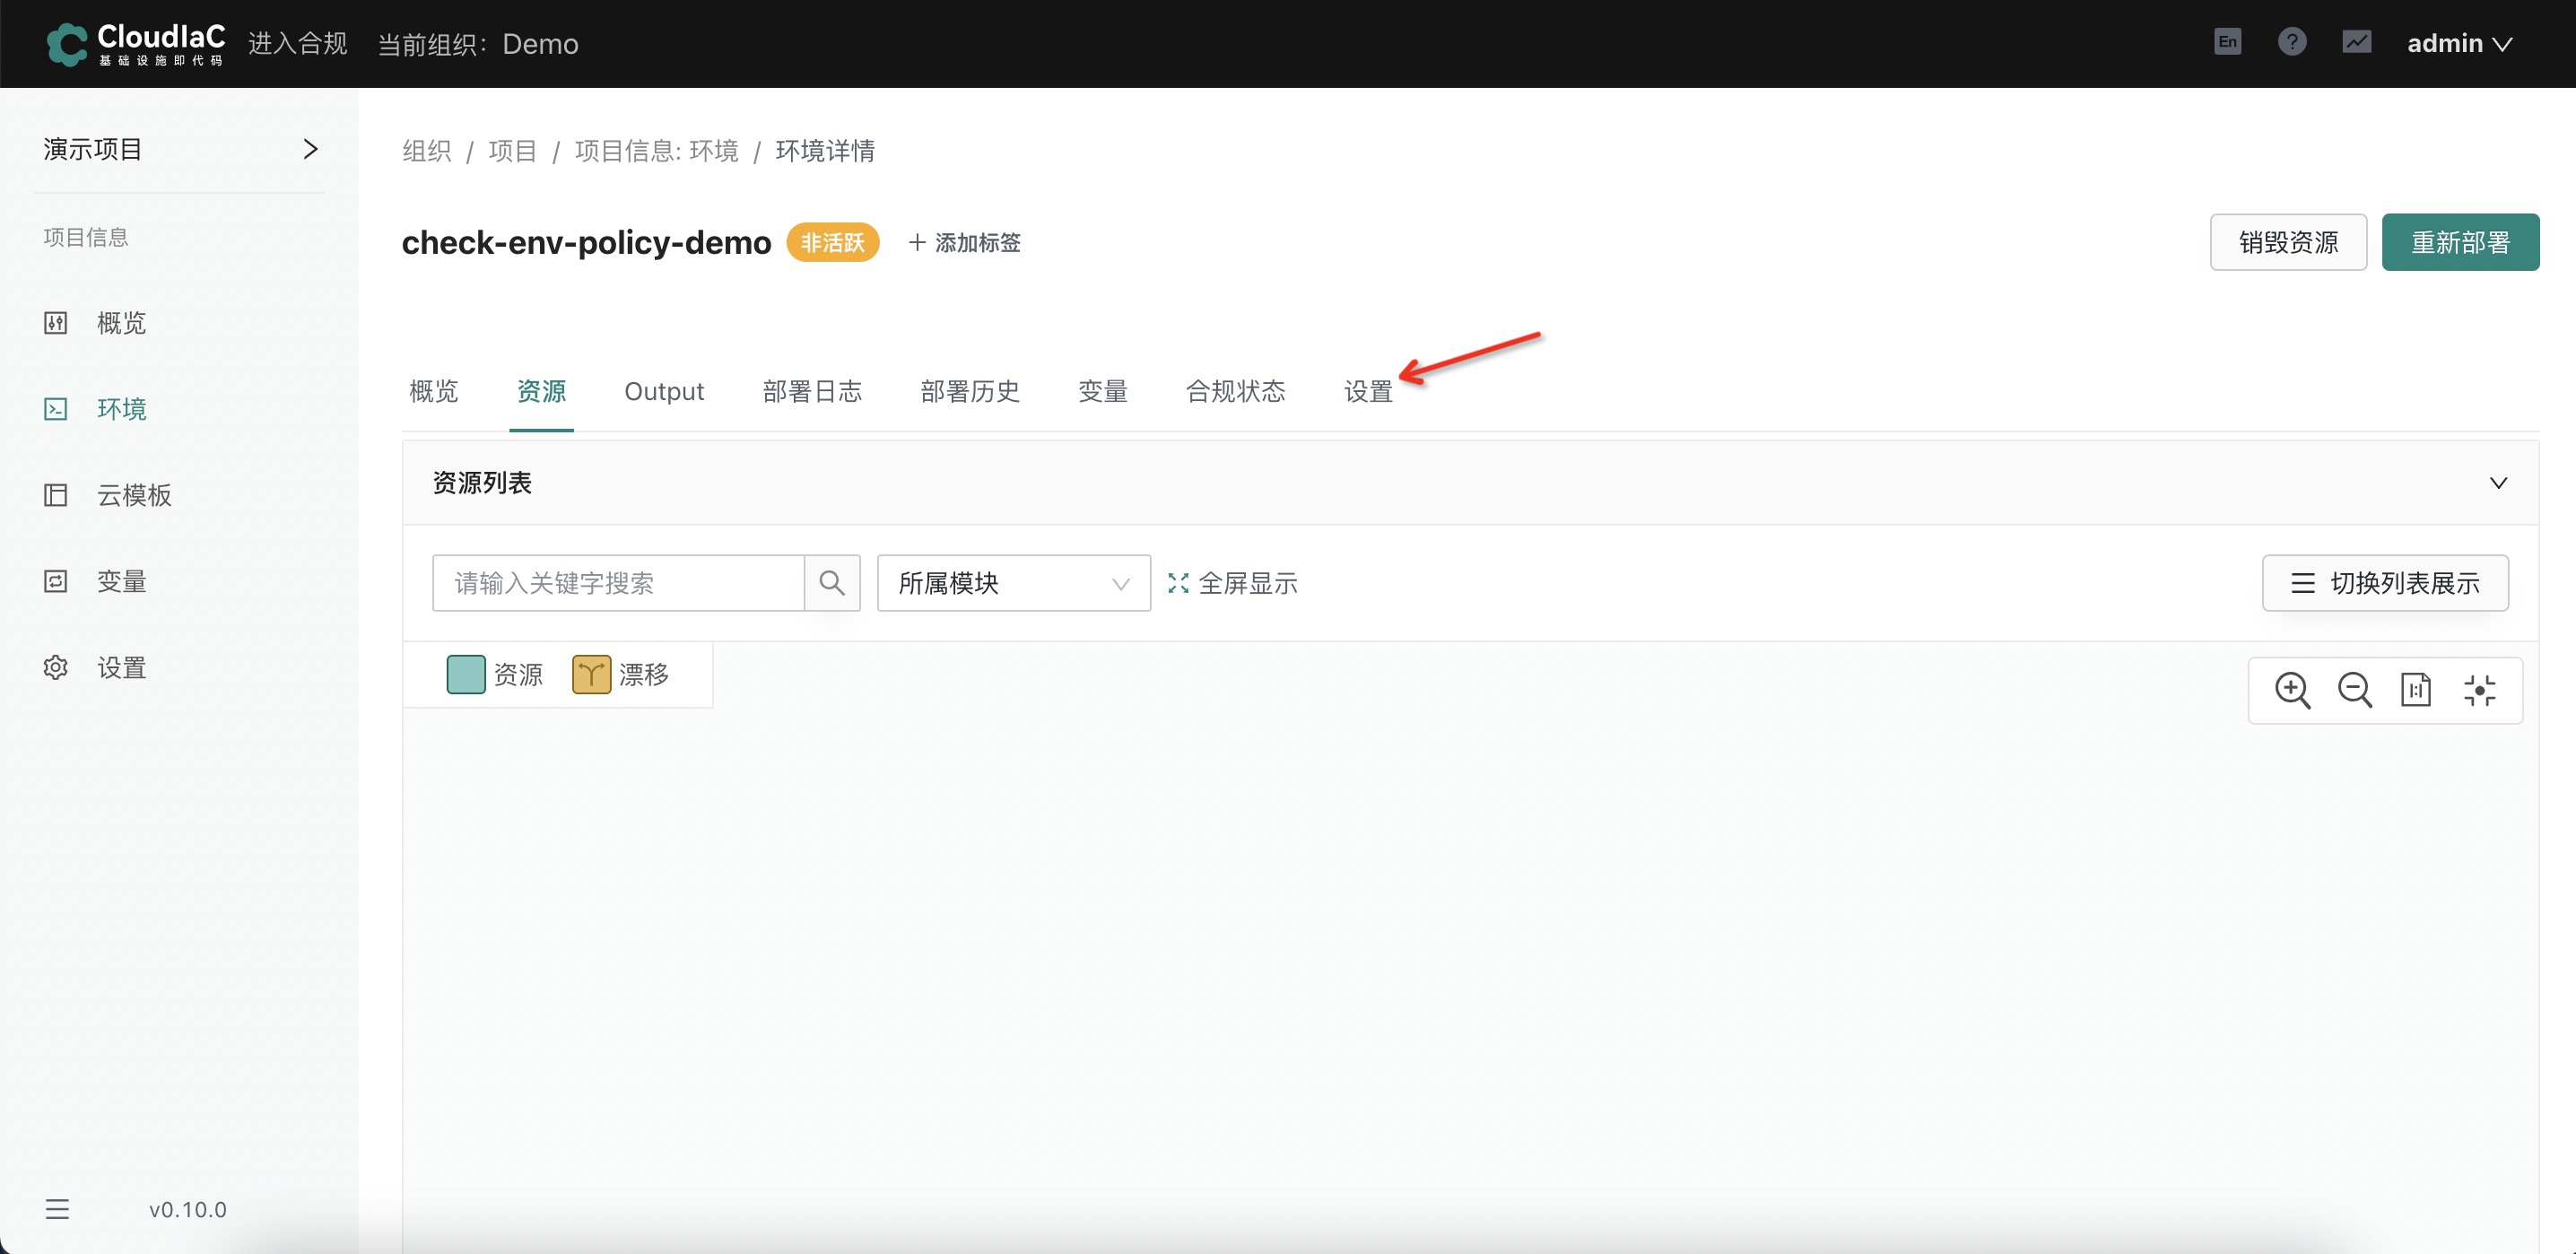 CloudIaC
基础设施即代码
进入合规
当前组织：Demo
En
admin
演示项目
项目信息
概览
环境
云模板
变量
设置
v0.10.0
组织 / 项目 / 项目信息: 环境 / 环境详情
check-env-policy-demo 非活跃 + 添加标签
销毁资源 重新部署
概览 资源 Output 部署日志 部署历史 变量 合规状态 设置
资源列表
请输入关键字搜索 所属模块 全屏显示 切换列表展示
资源 漂移